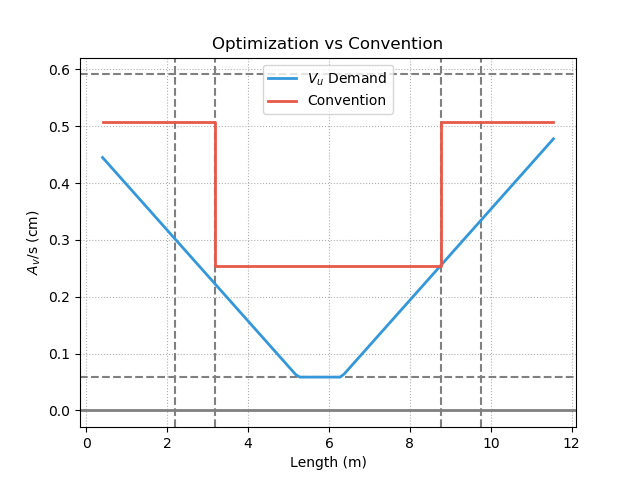 Optimization vs Convention
V_u Demand
Convention
A_v/s (cm)
0.6
0.5
0.4
0.3
0.2
0.1
0.0
0 2 4 6 8 10 12
Length (m)